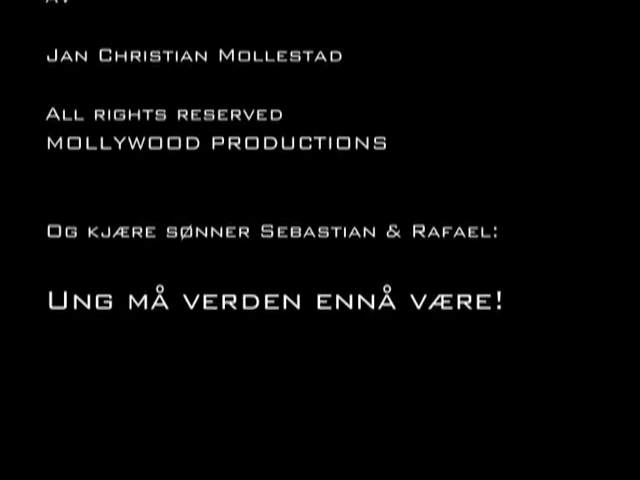 Jan Christian Mollestad
All rights reserved
MOLLYWOOD PRODUCTIONS
Og kjære sønner Sebastian & Rafael:
Ung må verden ennå være!